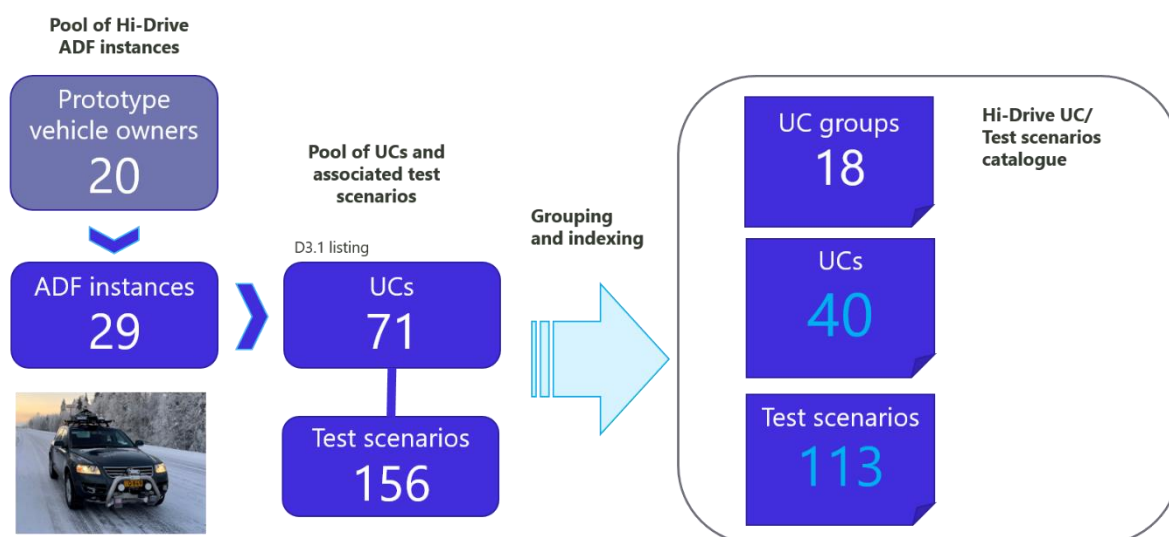 Pool of Hi-Drive
ADF instances
Prototype
vehicle owners
20
ADF instances
29
Pool of UCs and
associated test
scenarios
D3.1 listing
UCs
71
Test scenarios
156
Grouping
and indexing
UC groups
18
UCs
40
Test scenarios
113
Hi-Drive UC/
Test scenarios
catalogue